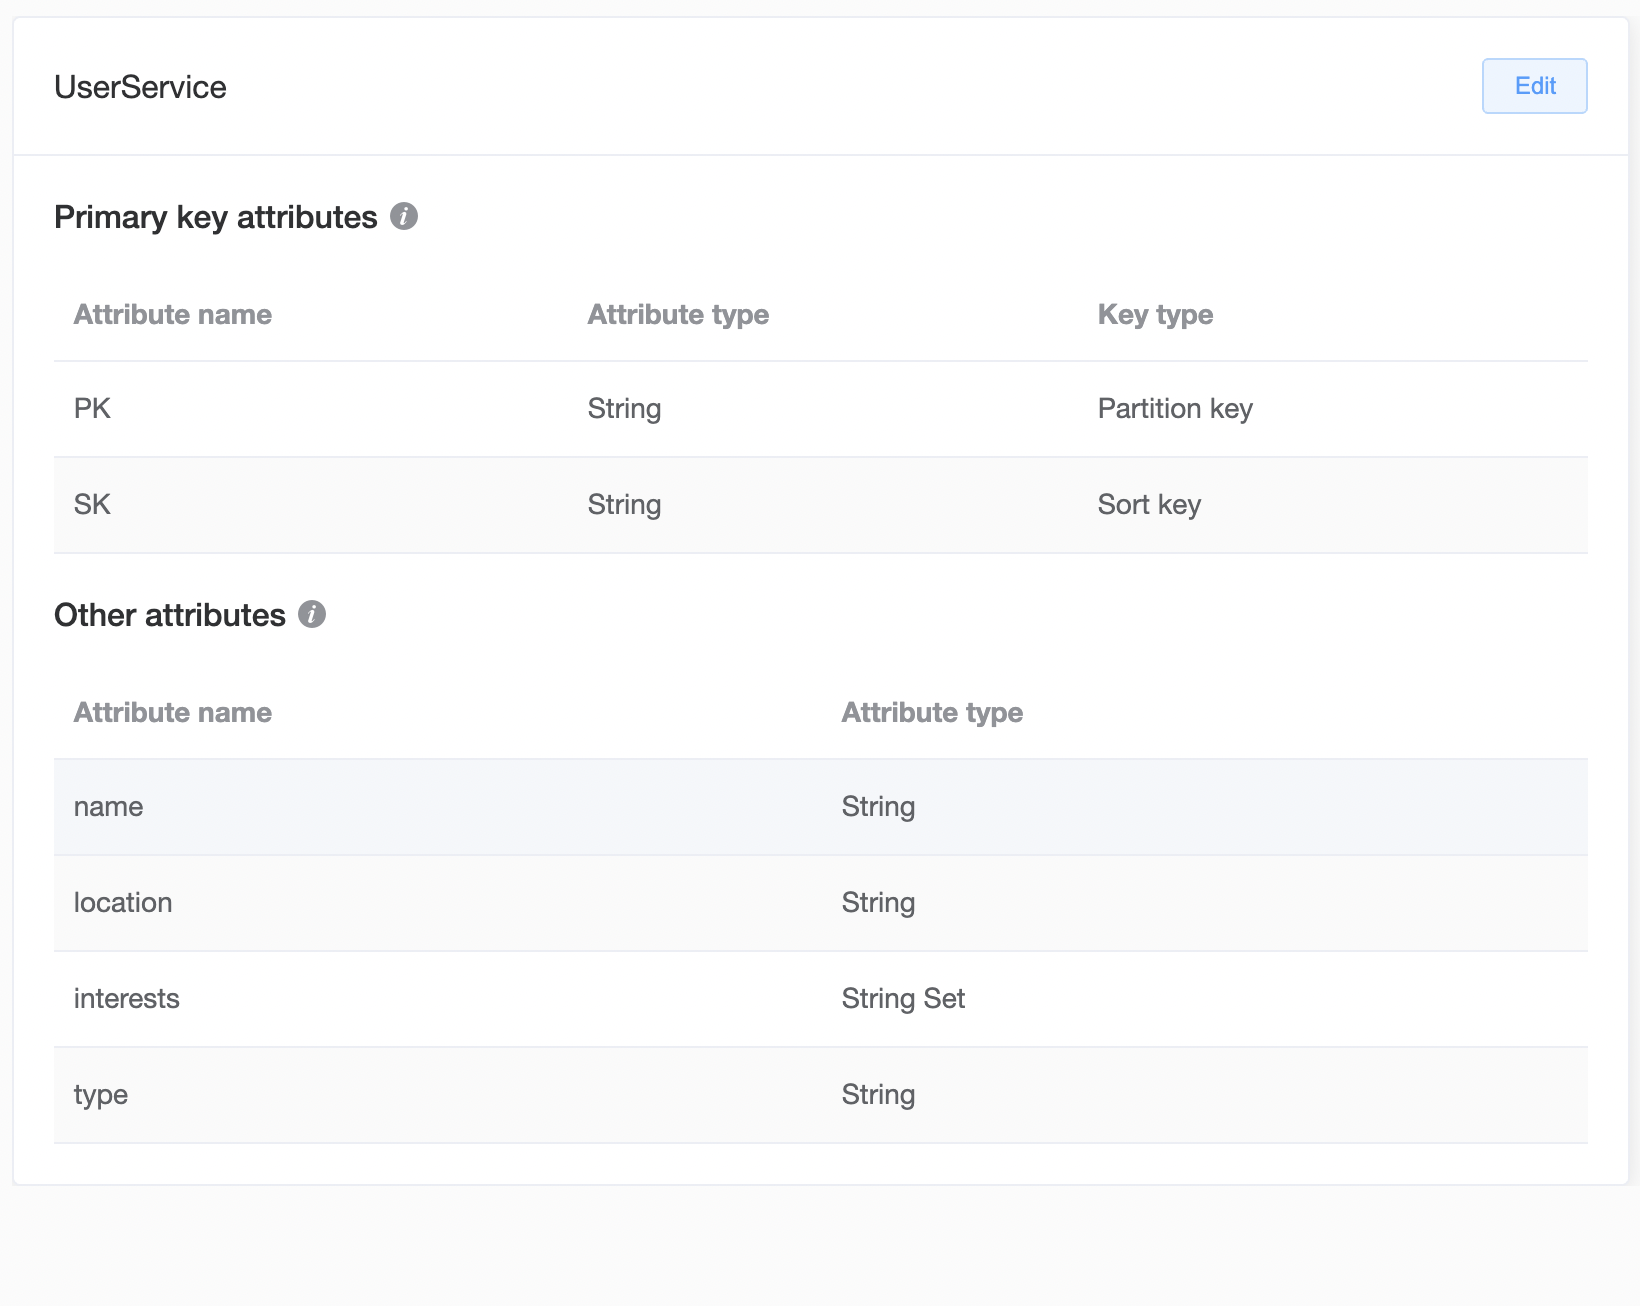 UserService
Edit
Primary key attributes i
Attribute name Attribute type Key type
PK String Partition key
SK String Sort key
Other attributes i
Attribute name Attribute type
name String
location String
interests String Set
type String